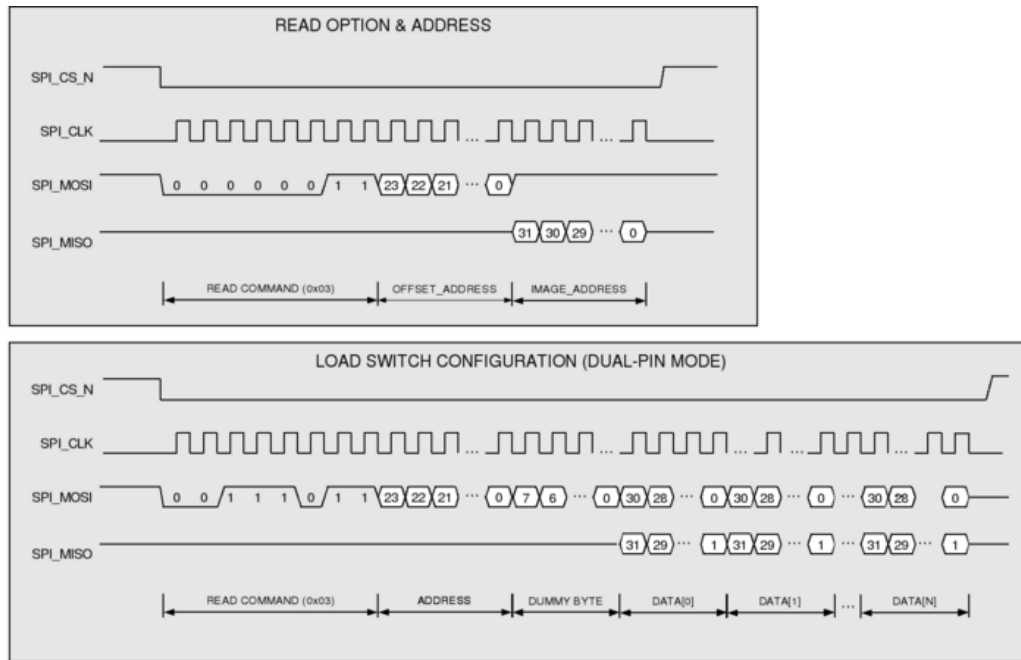 READ OPTION & ADDRESS
SPI_CS_N
SPI_CLK
...
...
SPI_MOSI
0 0 0 0 0 0 1 1 23 22 21 ... 0
SPI_MISO
31 30 29 ... 0
READ COMMAND (0x03) OFFSET_ADDRESS IMAGE_ADDRESS
LOAD SWITCH CONFIGURATION (DUAL-PIN MODE)
SPI_CS_N
SPI_CLK
... ... ... ... ...
SPI_MOSI
0 0 1 1 1 0 1 1 23 22 21 ... 0 7 6 ... 0 30 28 ... 0 30 28 ... 0 ... 30 28 0
SPI_MISO
31 29 ... 1 31 29 ... 1 ... 31 29 ... 1
READ COMMAND (0x03) ADDRESS DUMMY BYTE DATA[0] DATA[1] ... DATA[N]